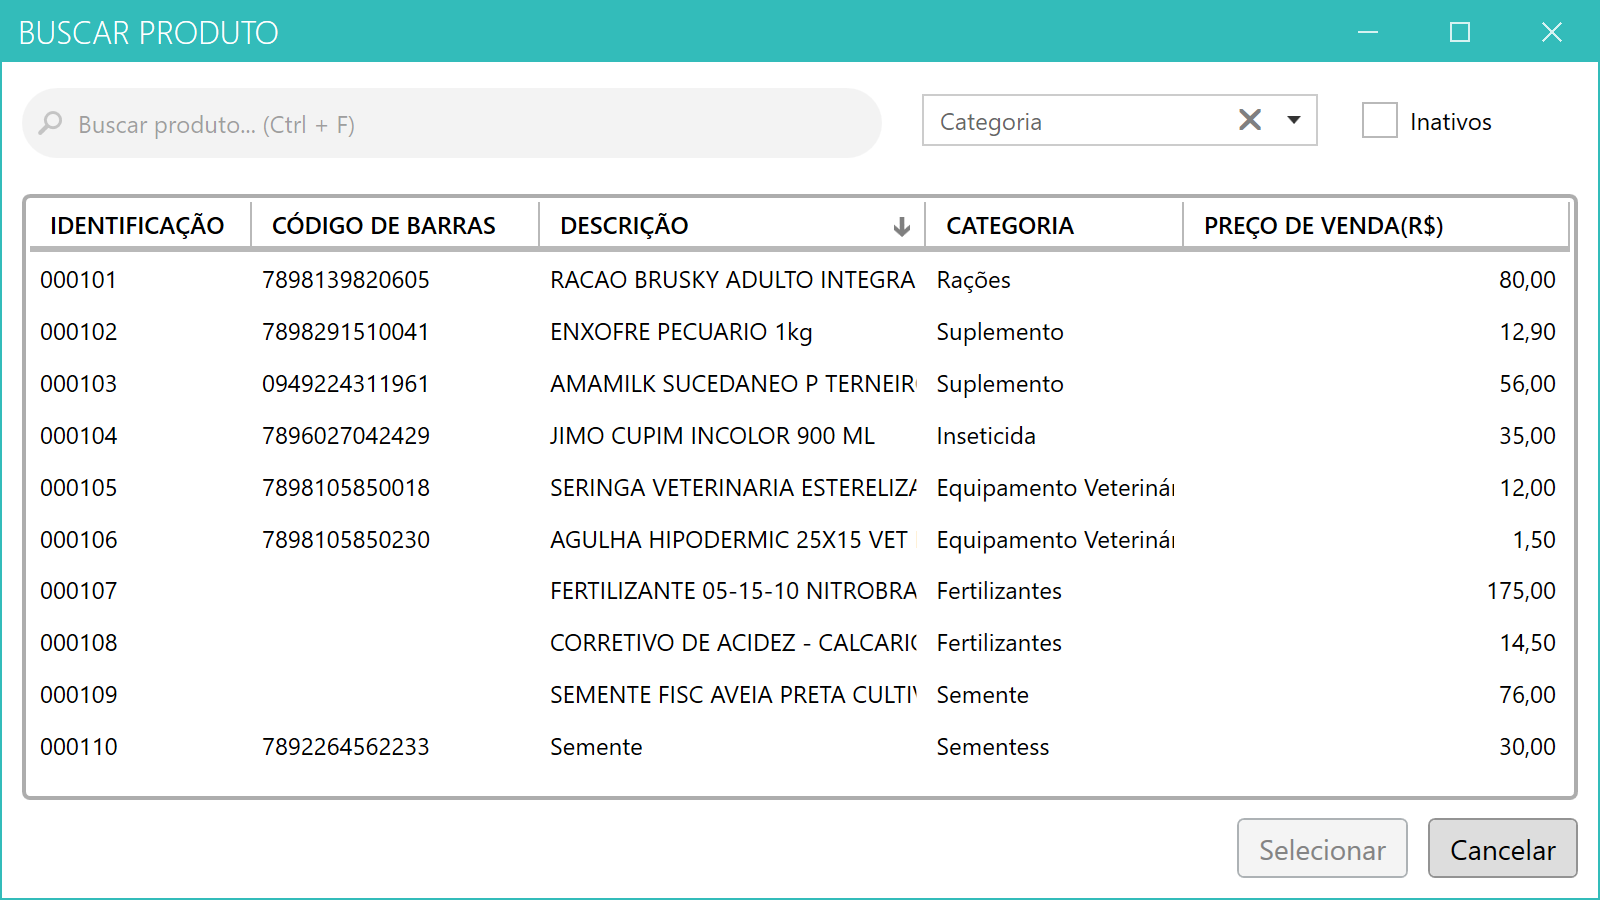 BUSCAR PRODUTO
Buscar produto... (Ctrl + F) Categoria Inativos
IDENTIFICAÇÃO CÓDIGO DE BARRAS DESCRIÇÃO CATEGORIA PREÇO DE VENDA(R$)
000101 7898139820605 RACAO BRUSKY ADULTO INTEGRA Rações 80,00
000102 7898291510041 ENXOFRE PECUARIO 1kg Suplemento 12,90
000103 0949224311961 AMAMILK SUCEDANEO P TERNEIR Suplemento 56,00
000104 7896027042429 JIMO CUPIM INCOLOR 900 ML Inseticida 35,00
000105 7898105850018 SERINGA VETERINARIA ESTERELIZA Equipamento Veterinár 12,00
000106 7898105850230 AGULHA HIPODERMIC 25X15 VET Equipamento Veterinár 1,50
000107 FERTILIZANTE 05-15-10 NITROBRA Fertilizantes 175,00
000108 CORRETIVO DE ACIDEZ - CALCARIO Fertilizantes 14,50
000109 SEMENTE FISC AVEIA PRETA CULTIV Semente 76,00
000110 7892264562233 Semente Sementess 30,00
Selecionar Cancelar